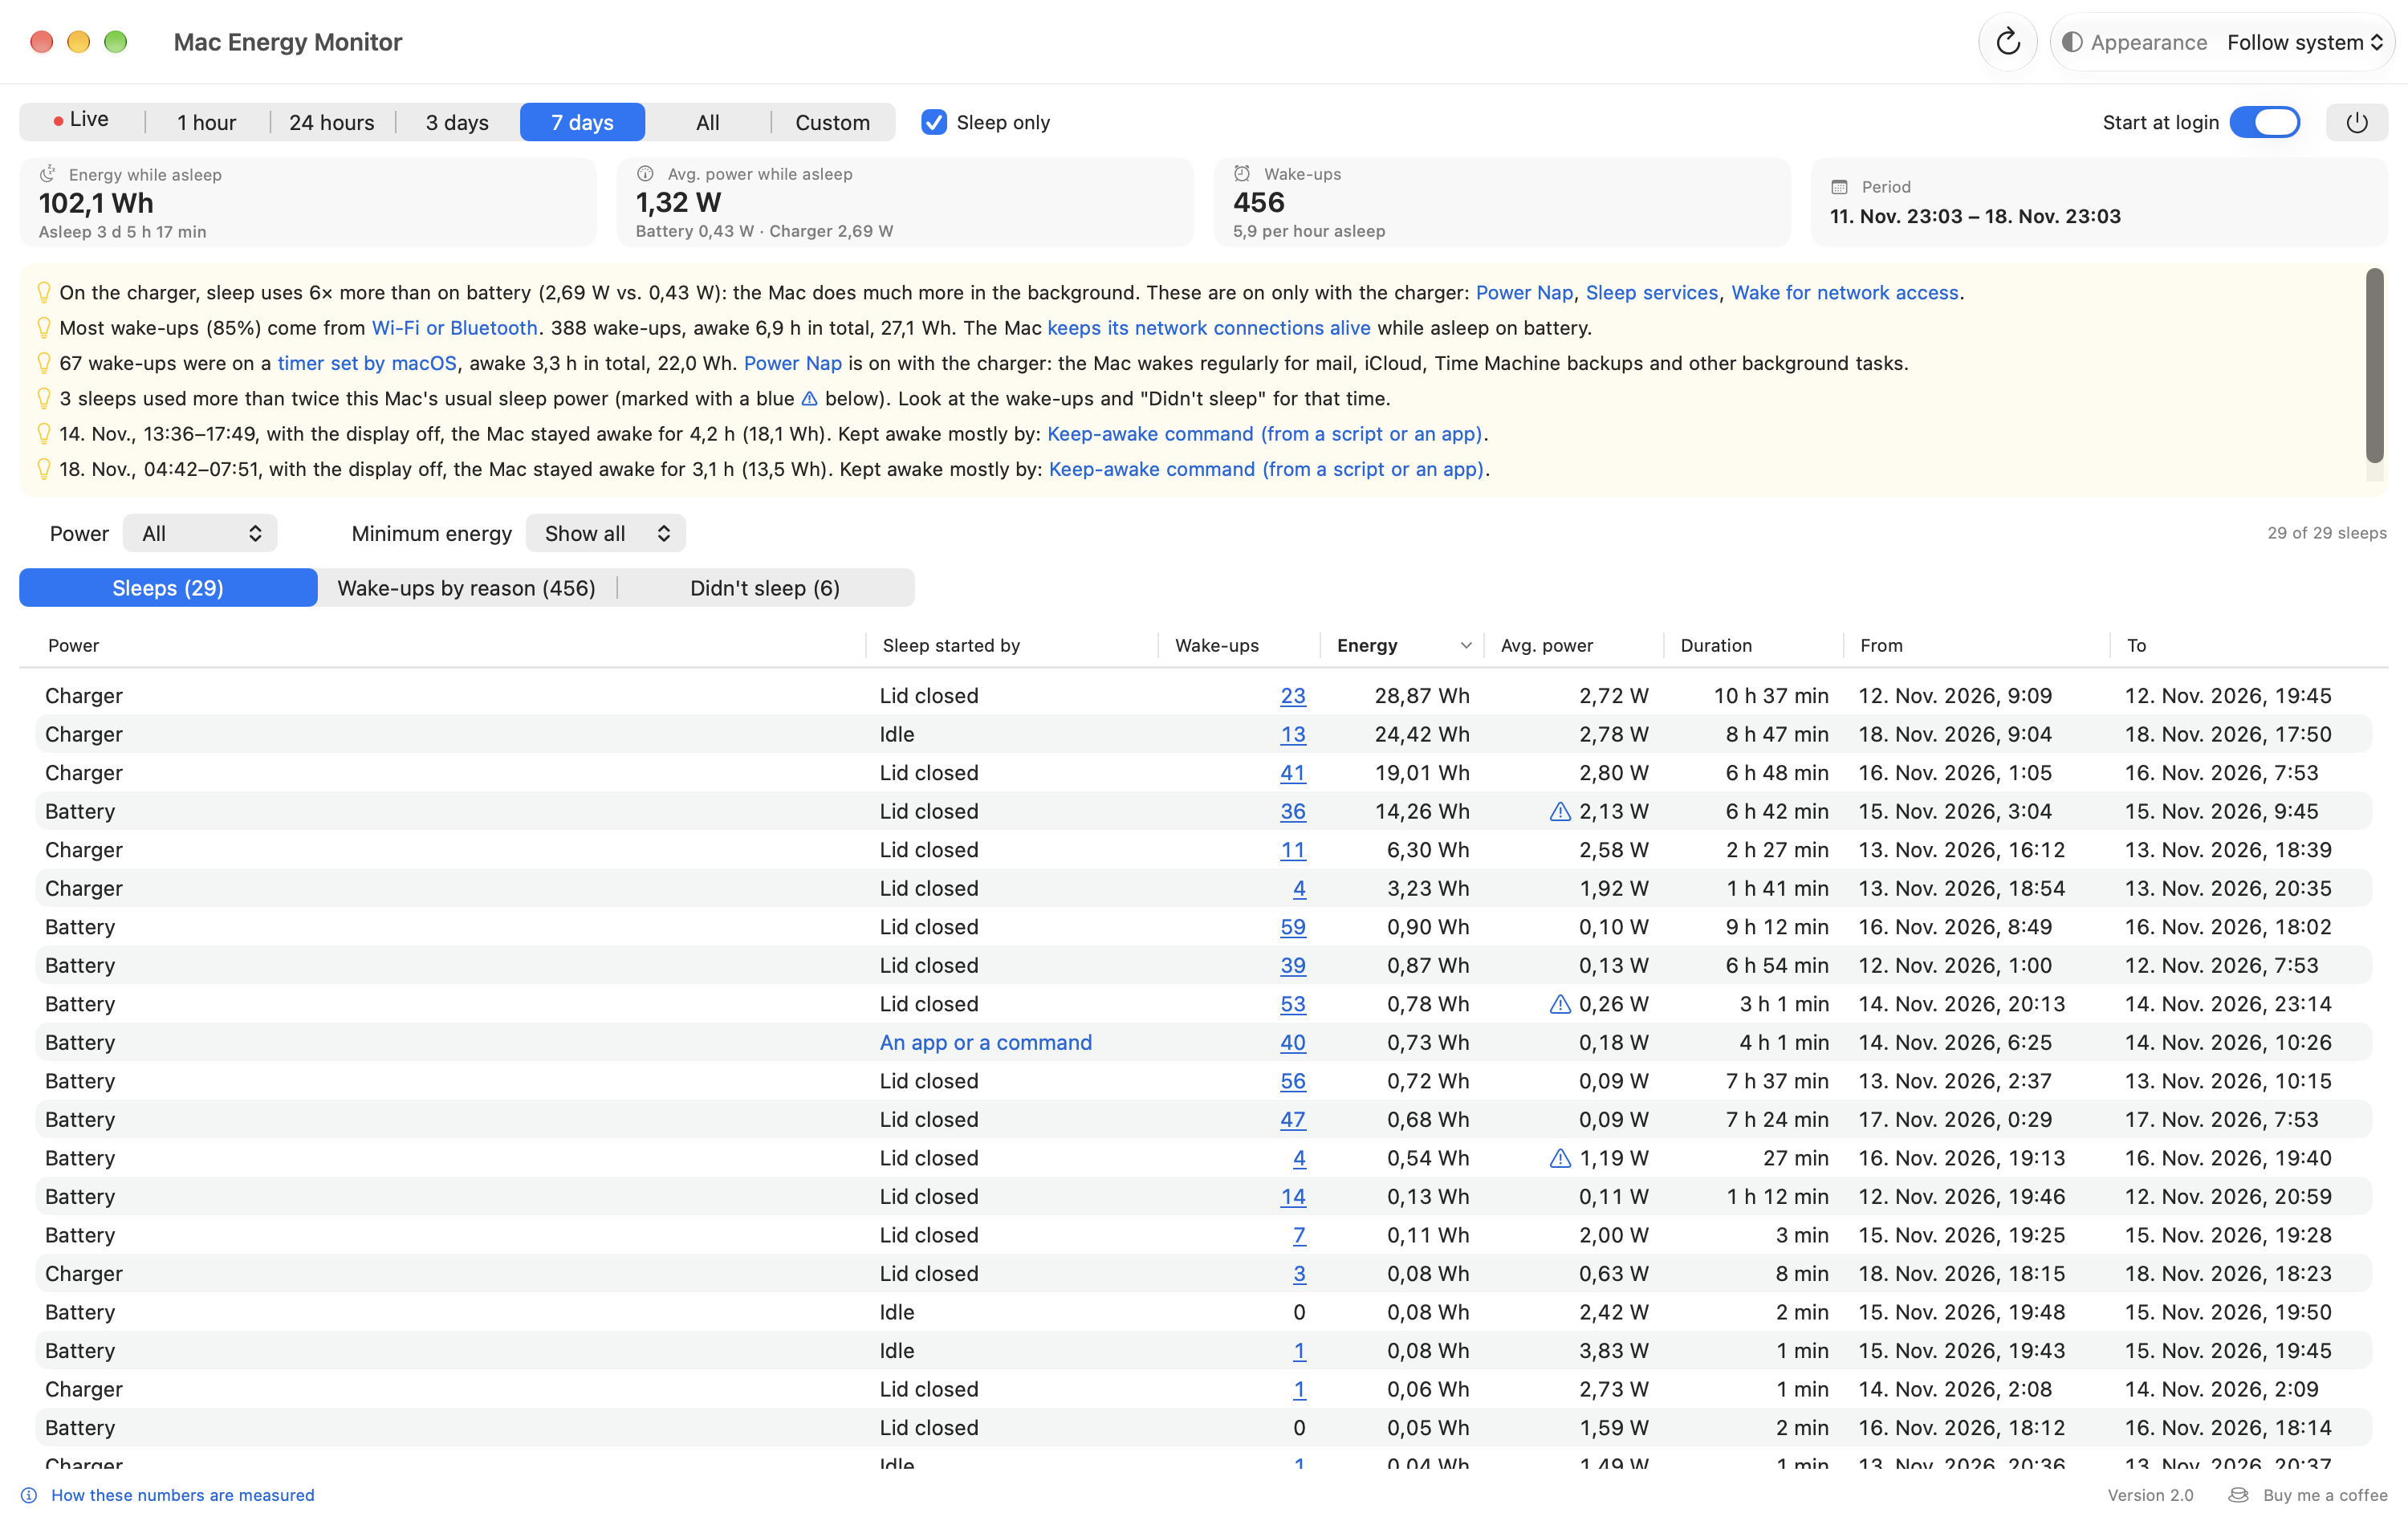 Mac Energy Monitor
Appearance Follow system
Live 1 hour 24 hours 3 days 7 days All Custom Sleep only Start at login
Energy while asleep
102,1 Wh
Asleep 3 d 5 h 17 min
Avg. power while asleep
1,32 W
Battery 0,43 W · Charger 2,69 W
Wake-ups
456
5,9 per hour asleep
Period
11. Nov. 23:03 – 18. Nov. 23:03
On the charger, sleep uses 6× more than on battery (2,69 W vs. 0,43 W): the Mac does much more in the background. These are on only with the charger: Power Nap, Sleep services, Wake for network access.
Most wake-ups (85%) come from Wi-Fi or Bluetooth. 388 wake-ups, awake 6,9 h in total, 27,1 Wh. The Mac keeps its network connections alive while asleep on battery.
67 wake-ups were on a timer set by macOS, awake 3,3 h in total, 22,0 Wh. Power Nap is on with the charger: the Mac wakes regularly for mail, iCloud, Time Machine backups and other background tasks.
3 sleeps used more than twice this Mac's usual sleep power (marked with a blue ⚠ below). Look at the wake-ups and "Didn't sleep" for that time.
14. Nov., 13:36–17:49, with the display off, the Mac stayed awake for 4,2 h (18,1 Wh). Kept awake mostly by: Keep-awake command (from a script or an app).
18. Nov., 04:42–07:51, with the display off, the Mac stayed awake for 3,1 h (13,5 Wh). Kept awake mostly by: Keep-awake command (from a script or an app).
Power All Minimum energy Show all 29 of 29 sleeps
Sleeps (29) Wake-ups by reason (456) Didn't sleep (6)
Power Sleep started by Wake-ups Energy Avg. power Duration From To
Charger Lid closed 23 28,87 Wh 2,72 W 10 h 37 min 12. Nov. 2026, 9:09 12. Nov. 2026, 19:45
Charger Idle 13 24,42 Wh 2,78 W 8 h 47 min 18. Nov. 2026, 9:04 18. Nov. 2026, 17:50
Charger Lid closed 41 19,01 Wh 2,80 W 6 h 48 min 16. Nov. 2026, 1:05 16. Nov. 2026, 7:53
Battery Lid closed 36 14,26 Wh ⚠ 2,13 W 6 h 42 min 15. Nov. 2026, 3:04 15. Nov. 2026, 9:45
Charger Lid closed 11 6,30 Wh 2,58 W 2 h 27 min 13. Nov. 2026, 16:12 13. Nov. 2026, 18:39
Charger Lid closed 4 3,23 Wh 1,92 W 1 h 41 min 13. Nov. 2026, 18:54 13. Nov. 2026, 20:35
Battery Lid closed 59 0,90 Wh 0,10 W 9 h 12 min 16. Nov. 2026, 8:49 16. Nov. 2026, 18:02
Battery Lid closed 39 0,87 Wh 0,13 W 6 h 54 min 12. Nov. 2026, 1:00 12. Nov. 2026, 7:53
Battery Lid closed 53 0,78 Wh ⚠ 0,26 W 3 h 1 min 14. Nov. 2026, 20:13 14. Nov. 2026, 23:14
Battery An app or a command 40 0,73 Wh 0,18 W 4 h 1 min 14. Nov. 2026, 6:25 14. Nov. 2026, 10:26
Battery Lid closed 56 0,72 Wh 0,09 W 7 h 37 min 13. Nov. 2026, 2:37 13. Nov. 2026, 10:15
Battery Lid closed 47 0,68 Wh 0,09 W 7 h 24 min 17. Nov. 2026, 0:29 17. Nov. 2026, 7:53
Battery Lid closed 4 0,54 Wh ⚠ 1,19 W 27 min 16. Nov. 2026, 19:13 16. Nov. 2026, 19:40
Battery Lid closed 14 0,13 Wh 0,11 W 1 h 12 min 12. Nov. 2026, 19:46 12. Nov. 2026, 20:59
Battery Lid closed 7 0,11 Wh 2,00 W 3 min 15. Nov. 2026, 19:25 15. Nov. 2026, 19:28
Charger Lid closed 3 0,08 Wh 0,63 W 8 min 18. Nov. 2026, 18:15 18. Nov. 2026, 18:23
Battery Idle 0 0,08 Wh 2,42 W 2 min 15. Nov. 2026, 19:48 15. Nov. 2026, 19:50
Battery Idle 1 0,08 Wh 3,83 W 1 min 15. Nov. 2026, 19:43 15. Nov. 2026, 19:45
Charger Lid closed 1 0,06 Wh 2,73 W 1 min 14. Nov. 2026, 2:08 14. Nov. 2026, 2:09
Battery Lid closed 0 0,05 Wh 1,59 W 2 min 16. Nov. 2026, 18:12 16. Nov. 2026, 18:14
Charger Idle 1 0,04 Wh 1,49 W 1 min 13. Nov. 2026, 20:36 13. Nov. 2026, 20:37
How these numbers are measured Version 2.0 Buy me a coffee